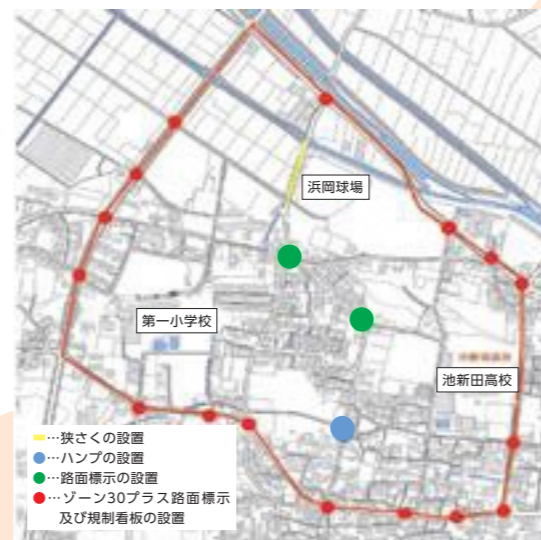 浜岡球場
第一小学校
池新田高校
…狭さくの設置
…ハンプの設置
…路面標示の設置
…ゾーン30プラス路面標示
及び規制看板の設置